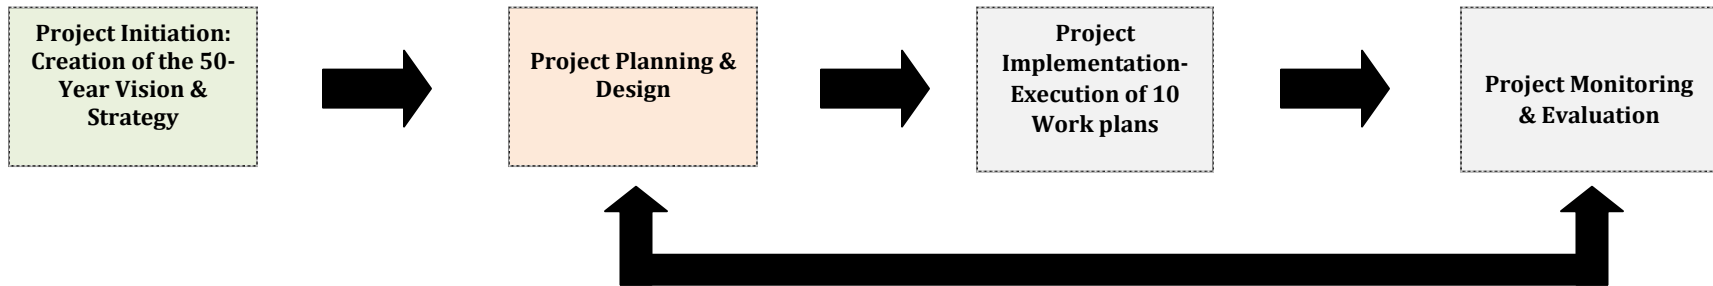 Project Initiation:
Creation of the 50-
Year Vision &
Strategy
Project Planning &
Design
Project
Implementation-
Execution of 10
Work plans
Project Monitoring
& Evaluation